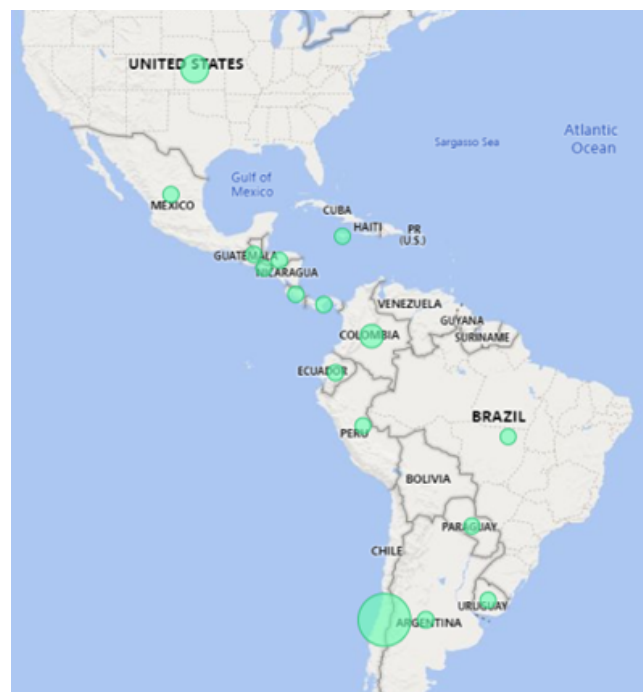 UNITED STATES
Atlantic
Ocean
Sargasso Sea
Gulf of
Mexico
MEXICO
CUBA
HAITI
PR
(U.S.)
GUATEMALA
NICARAGUA
VENEZUELA
GUYANA
SURINAME
COLOMBIA
ECUADOR
PERU
BRAZIL
BOLIVIA
PARAGUAY
CHILE
URUGUAY
ARGENTINA